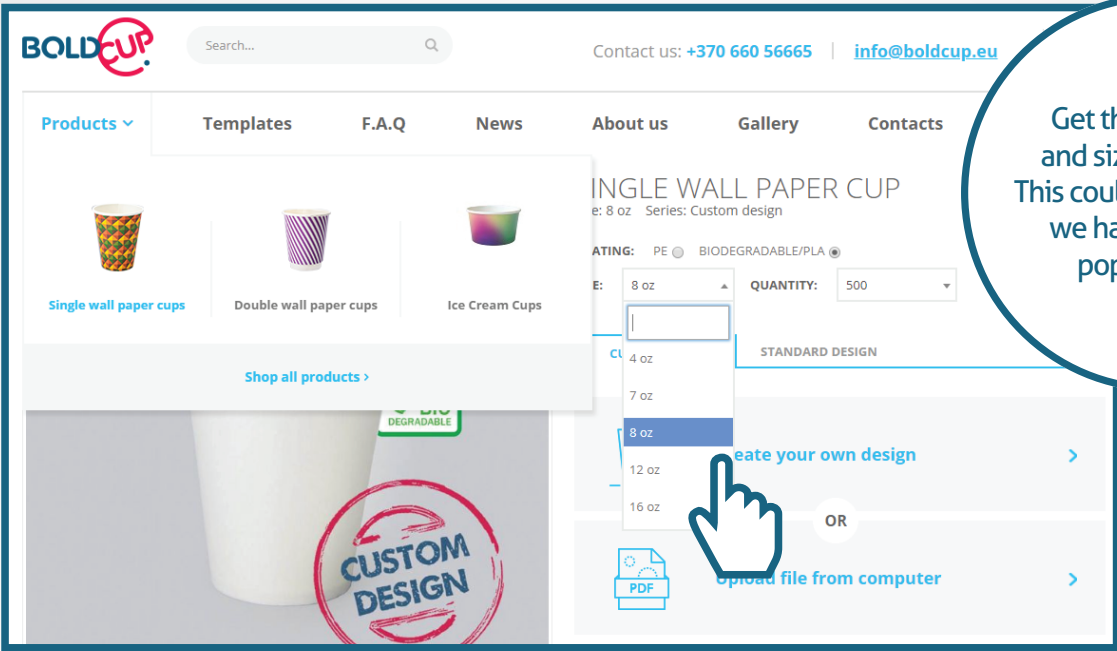 BOLDCUP.
Search...
Contact us: +370 660 56665 | info@boldcup.eu
Products Templates F.A.Q News About us Gallery Contacts
Single wall paper cups
Double wall paper cups
Ice Cream Cups
Shop all products >
INGLE WALL PAPER CUP
e: 8 oz Series: Custom design
ATING: PE BIODEGRADABLE/PLA
E: 8 oz QUANTITY: 500
4 oz
7 oz
8 oz
12 oz
16 oz
STANDARD DESIGN
eate your own design
OR
PDF
Upload file from computer
BIO
DEGRADABLE
CUSTOM
DESIGN
Get th
and siz
This coul
we ha
pop